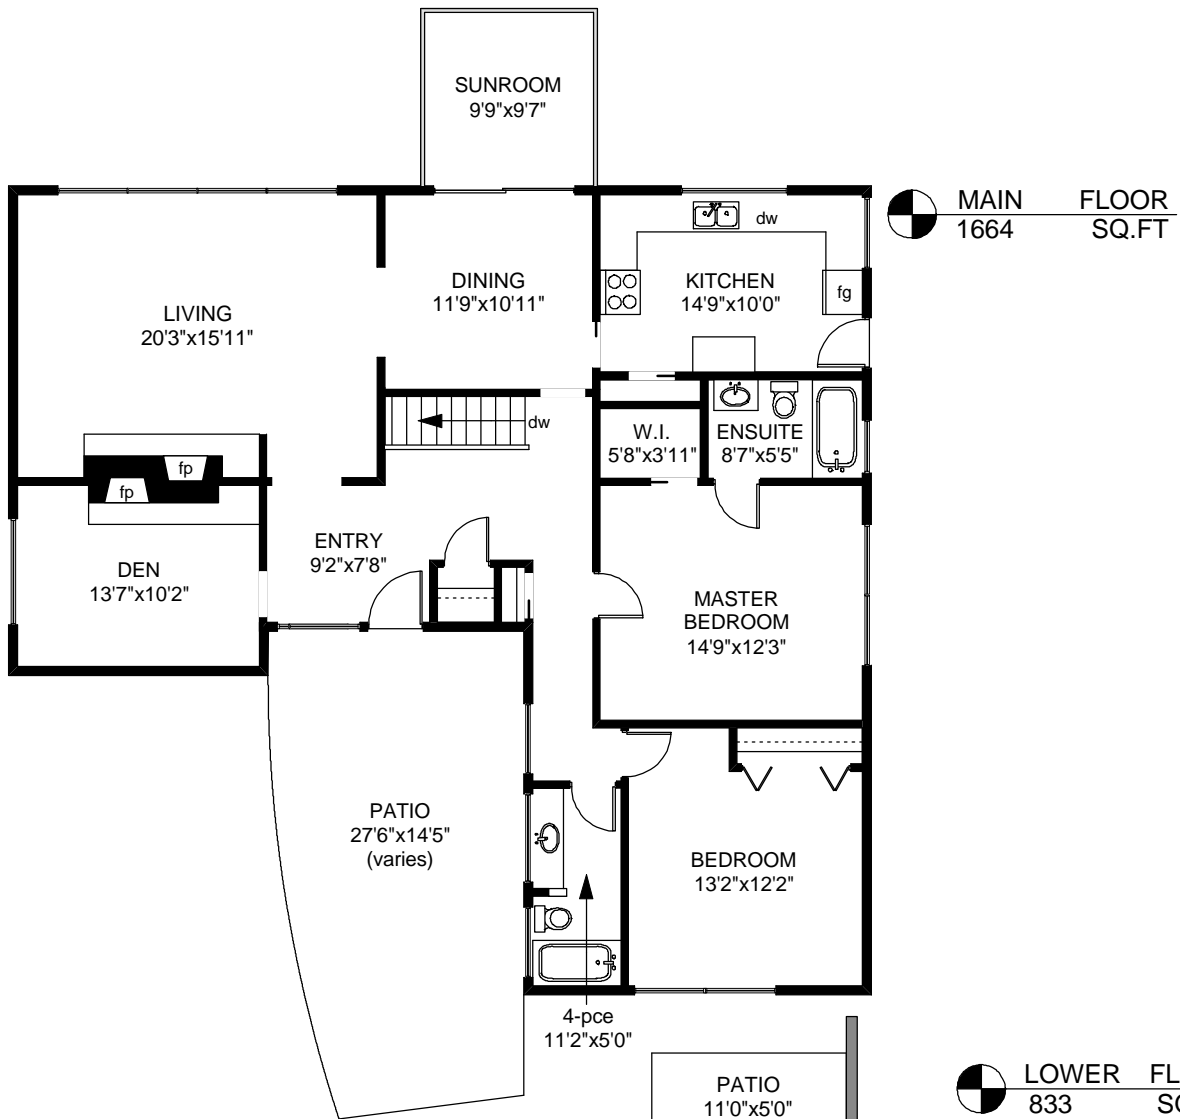 SUNROOM
9'9"x9'7"
MAIN FLOOR
1664 SQ.FT
dw
DINING
11'9"x10'11"
KITCHEN
14'9"x10'0"
fg
LIVING
20'3"x15'11"
dw
W.I.
5'8"x3'11"
ENSUITE
8'7"x5'5"
fp
fp
ENTRY
9'2"x7'8"
DEN
13'7"x10'2"
MASTER
BEDROOM
14'9"x12'3"
PATIO
27'6"x14'5"
(varies)
BEDROOM
13'2"x12'2"
4-pce
11'2"x5'0"
PATIO
11'0"x5'0"
LOWER FL
833 SQ